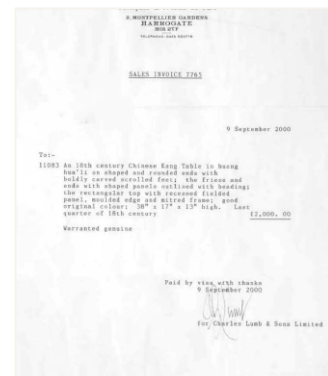 2, MONTPELLIER GARDENS
HARROGATE
HG1 2TF
SALES INVOICE 7765
9 September 2000
To:-
11083 An 18th century Chinese Kang Table in huang
hua'li on shaped and rounded ends with
boldly carved scrolled feet; the frieze and
ends with shaped panels outlined with beading;
the rectangular top with recessed fielded
panel, moulded edge and mitred frame; good
original colour; 38" x 17" x 13" high. Last
quarter of 18th century £2,000. 00
Warranted genuine
Paid by visa with thanks
9 September 2000
for Charles Lumb & Sons Limited